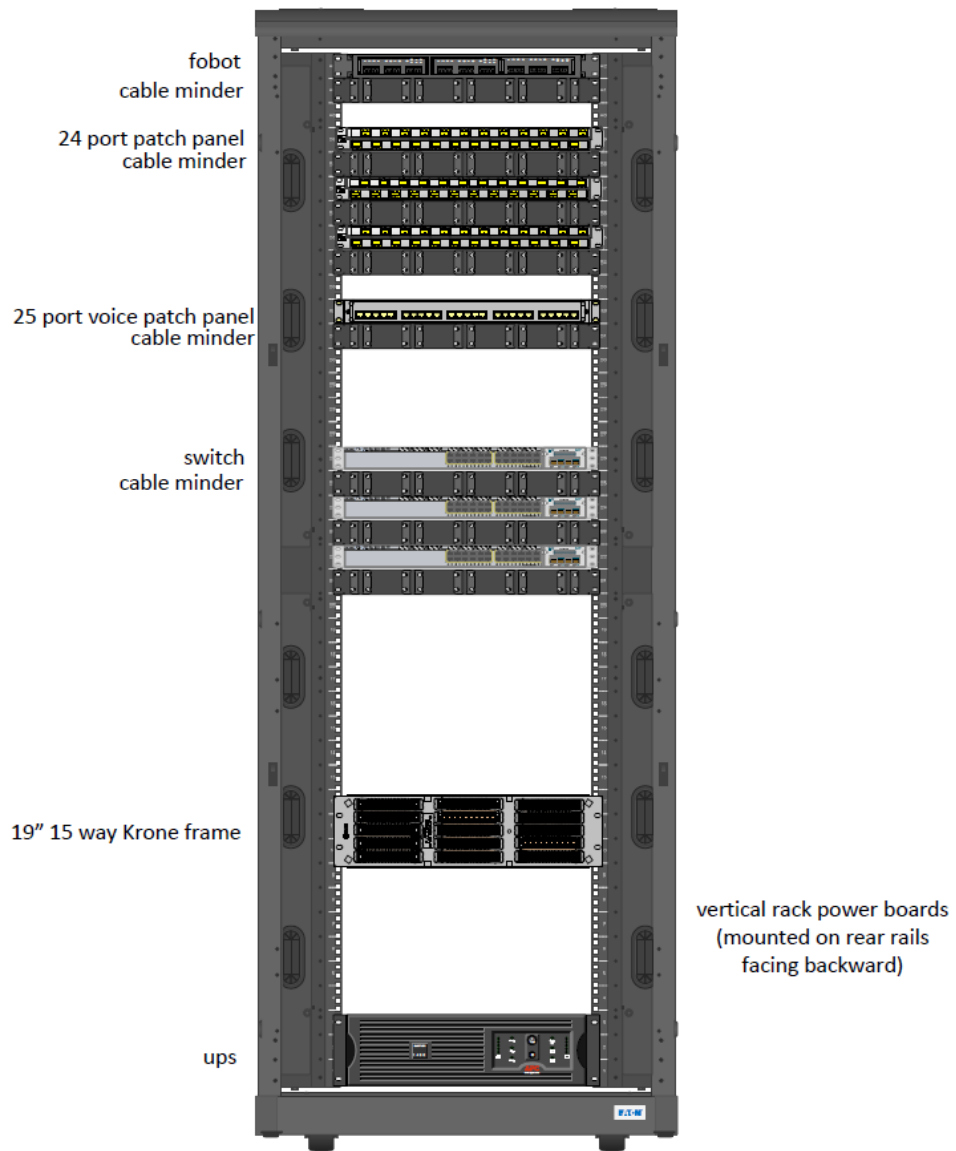 fobot
cable minder
24 port patch panel
cable minder
25 port voice patch panel
cable minder
switch
cable minder
19” 15 way Krone frame
vertical rack power boards
(mounted on rear rails
facing backward)
ups
EATON